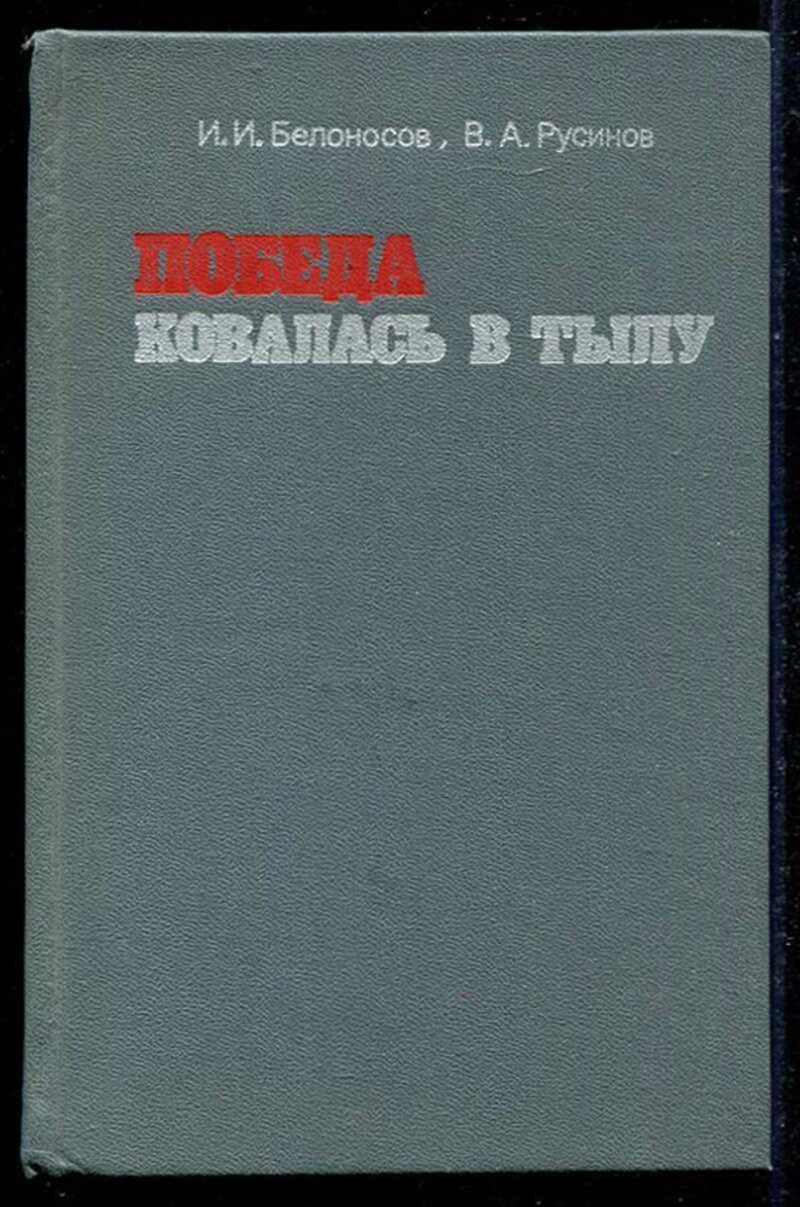 И. И. Белоносов, В. А. Русинов
ПОБЕДА
КОВАЛАСЬ В ТЫЛУ